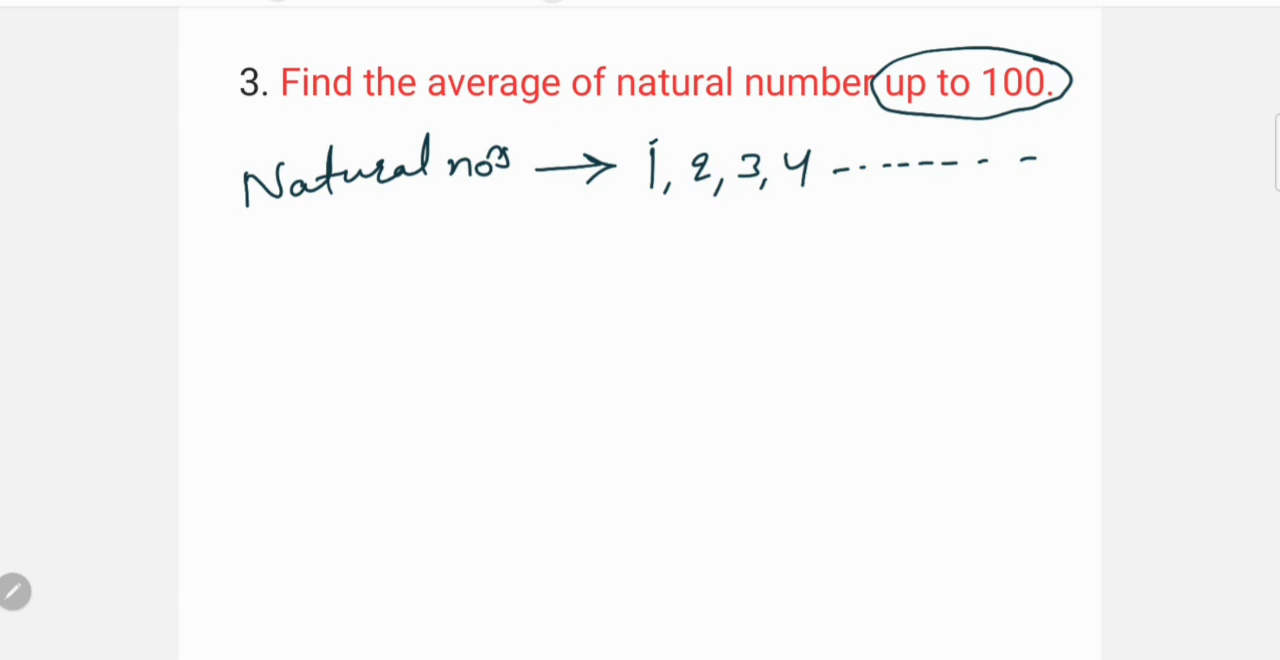 3. Find the average of natural number up to 100.
Natural nos → 1, 2, 3, 4 ----------